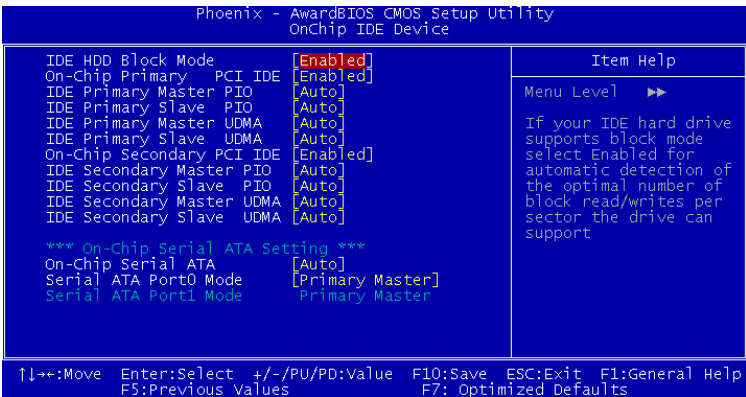 Phoenix - AwardBIOS CMOS Setup Utility
OnChip IDE Device
IDE HDD Block Mode [Enabled]
On-Chip Primary PCI IDE [Enabled]
IDE Primary Master PIO [Auto]
IDE Primary Slave PIO [Auto]
IDE Primary Master UDMA [Auto]
IDE Primary Slave UDMA [Auto]
On-Chip Secondary PCI IDE [Enabled]
IDE Secondary Master PIO [Auto]
IDE Secondary Slave PIO [Auto]
IDE Secondary Master UDMA [Auto]
IDE Secondary Slave UDMA [Auto]
*** On-Chip Serial ATA Setting ***
On-Chip Serial ATA [Auto]
Serial ATA Port0 Mode [Primary Master]
Serial ATA Port1 Mode Primary Master
Item Help
Menu Level ▶▶
If your IDE hard drive
supports block mode
select Enabled for
automatic detection of
the optimal number of
block read/writes per
sector the drive can
support
↑↓→←:Move Enter:Select +/-/PU/PD:Value F10:Save ESC:Exit F1:General Help
F5:Previous Values F7: Optimized Defaults